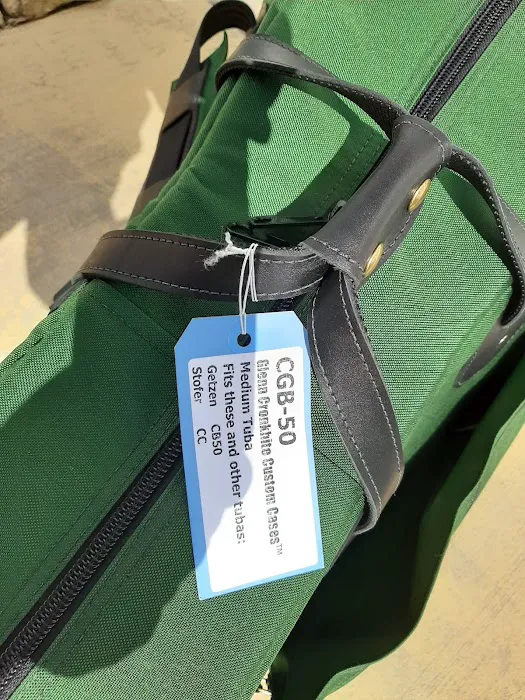 CGB-50
Glenn Cronkhite Custom Cases™
Medium Tuba
Fits these and other tubas:
Getzen CB50
Stofer CC